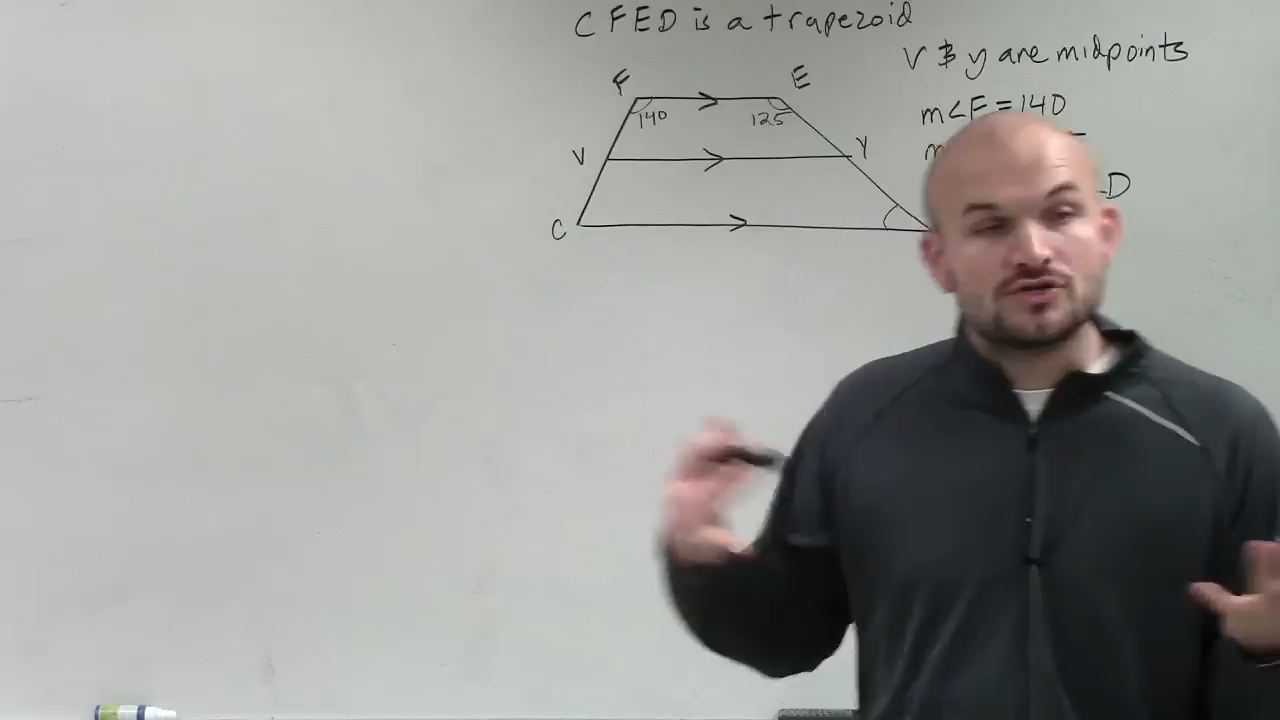 CFED is a trapezoid
V & y are midpoints
F
E
m<F = 140
140
125
V
Y
D
C